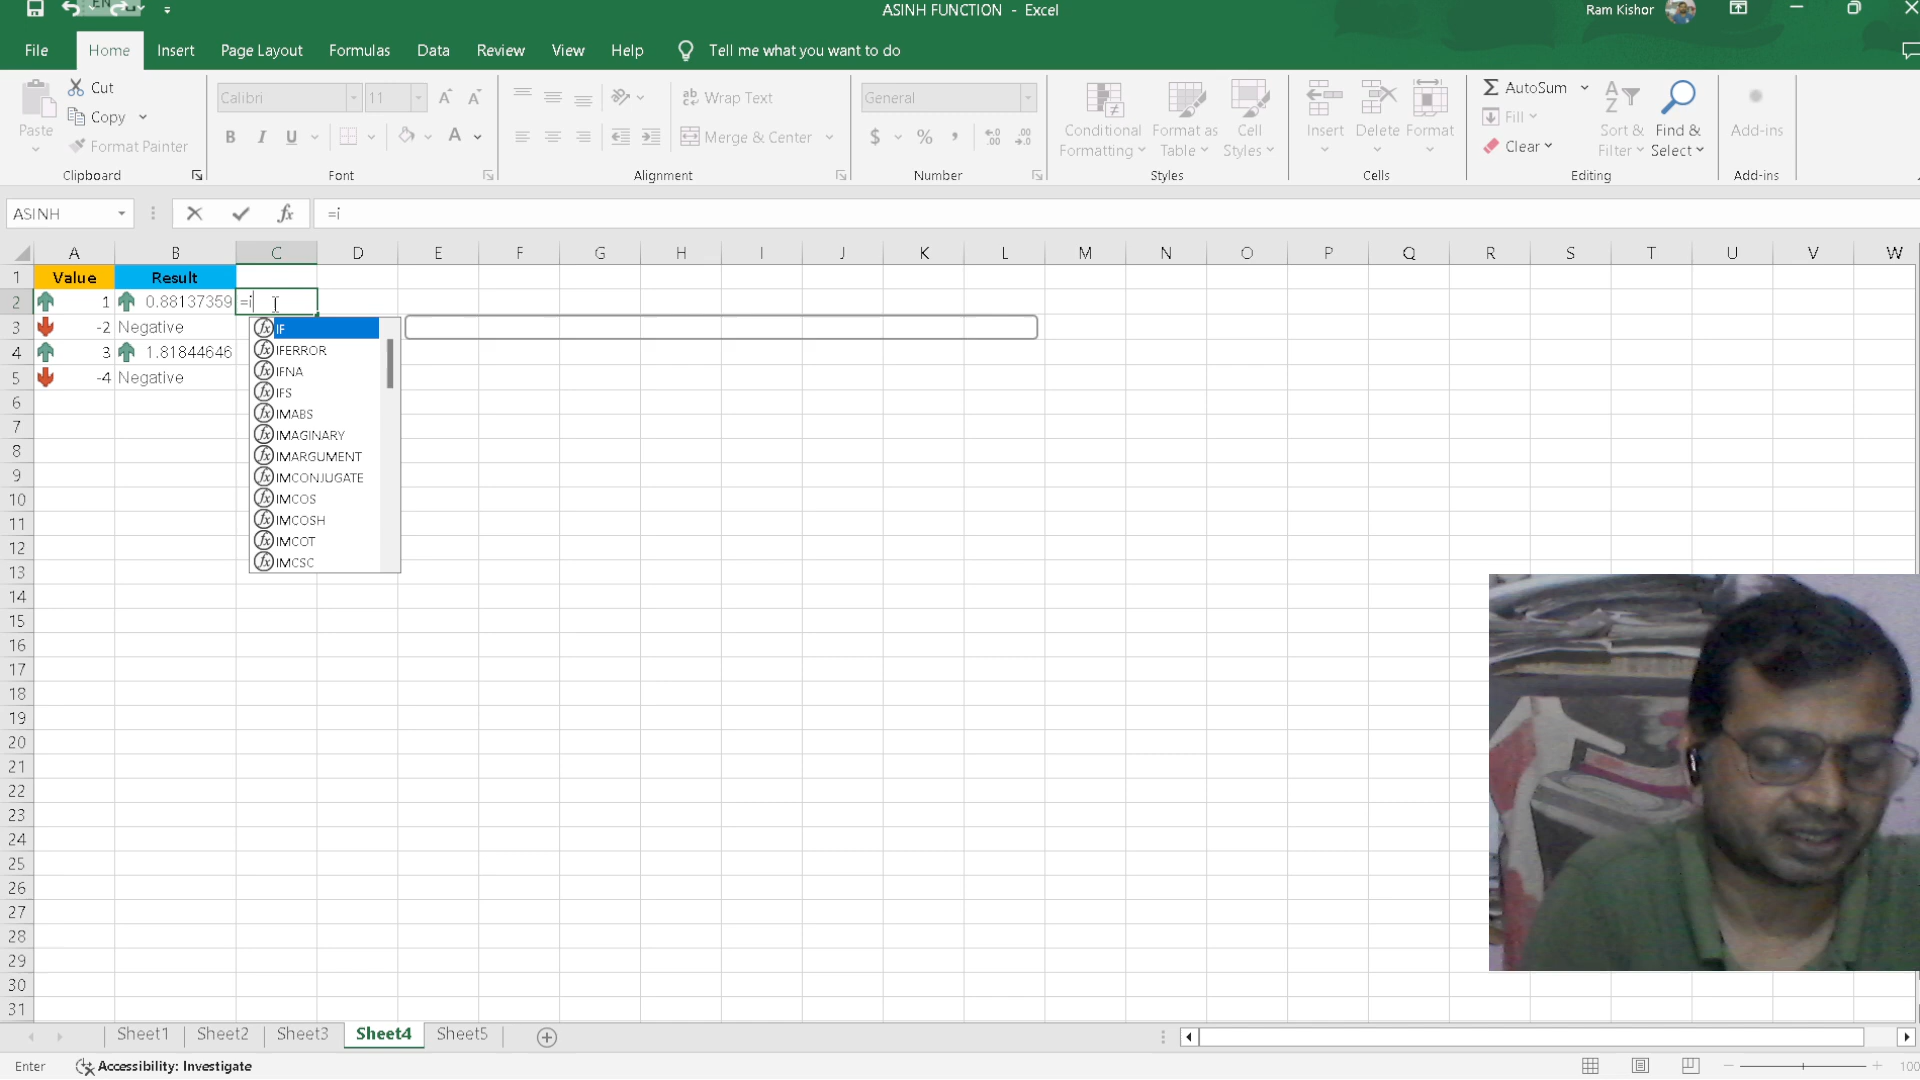 EN
ASINH FUNCTION - Excel
Ram Kishor
File Home Insert Page Layout Formulas Data Review View Help Tell me what you want to do
Paste
Cut
Copy
Format Painter
Clipboard
Calibri 11
B I U A
Font
ab Wrap Text
Merge & Center
Alignment
General
$ % ,
Number
Conditional Formatting
Format as Table
Cell Styles
Styles
Insert Delete Format
Cells
AutoSum
Fill
Clear
Sort & Filter
Find & Select
Editing
Add-ins
Add-ins
ASINH fx =i
A B C D E F G H I J K L M N O P Q R S T U V W
1 Value Result
2 1 0.88137359 =i
3 -2 Negative
4 3 1.81844646
5 -4 Negative
IF
IFERROR
IFNA
IFS
IMABS
IMAGINARY
IMARGUMENT
IMCONJUGATE
IMCOS
IMCOSH
IMCOT
IMCSC
6
7
8
9
10
11
12
13
14
15
16
17
18
19
20
21
22
23
24
25
26
27
28
29
30
31
Sheet1 Sheet2 Sheet3 Sheet4 Sheet5
Enter Accessibility: Investigate 100